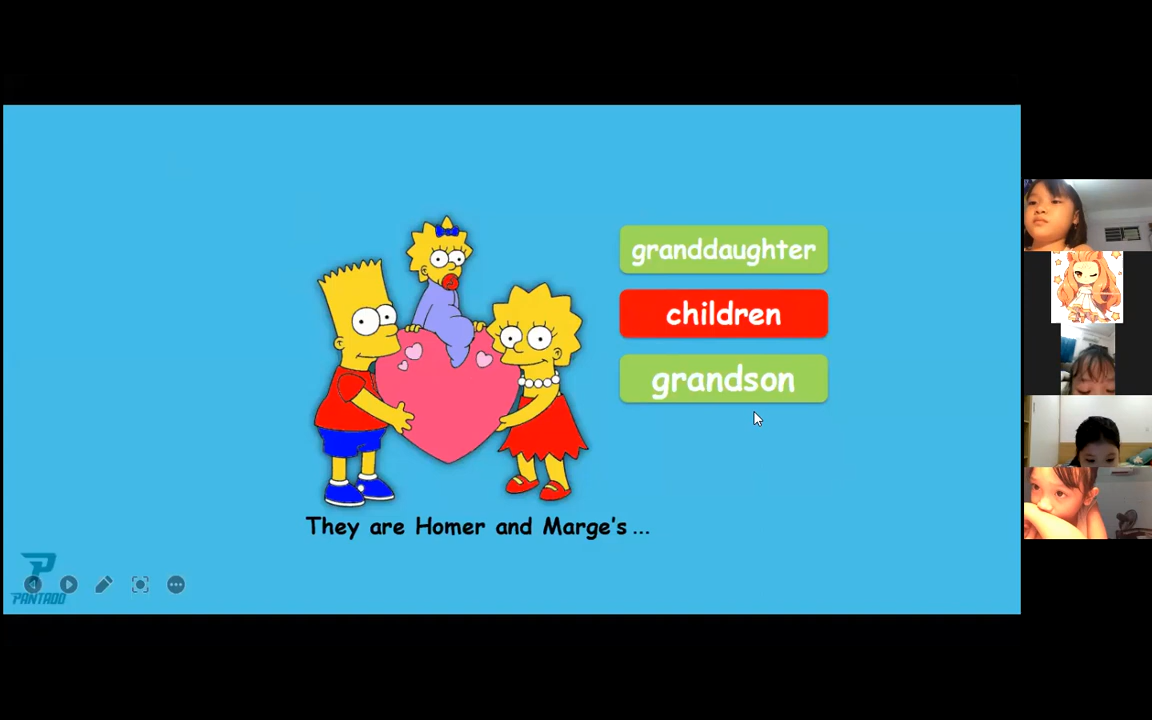 granddaughter
children
grandson
They are Homer and Marge's ...
PANTADO